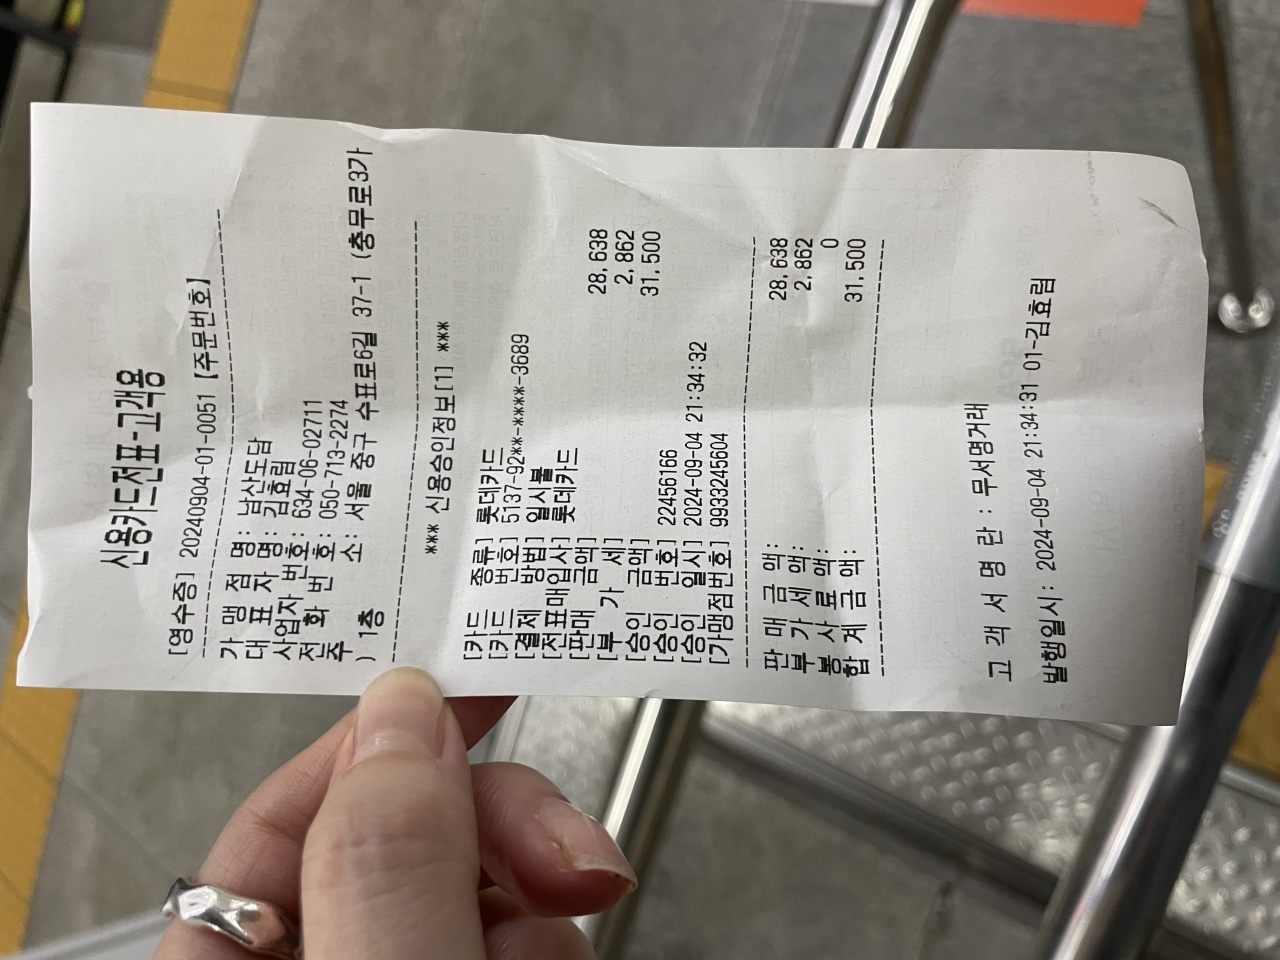 신용카드전표-고객용
[영수증] 20240904-01-0051 [주문번호]
가 맹 점 명: 남산도담
대 표 자 명: 김효림
사업자 번호: 634-06-02711
전 화 번 호: 050-713-2274
주 소: 서울 중구 수표로6길 37-1 (충무로3가
) 1층
*** 신용승인정보[1] ***
[카드 종류] 롯데카드
[카드 번호] 5137-92**-****-3689
[결제 방법] 일시불
[전표매입사] 롯데카드
[판매 금액] 28,638
[부 가 세] 2,862
[승인 금액] 31,500
[승인 번호] 22456166
[승인 일시] 2024-09-04 21:34:32
[가맹점번호] 9933245604
판 매 금 액: 28,638
부 가 세 액: 2,862
봉 사 료 액: 0
합 계 금 액: 31,500
고 객 서 명 란 : 무서명거래
발행일시: 2024-09-04 21:34:31 01-김효림